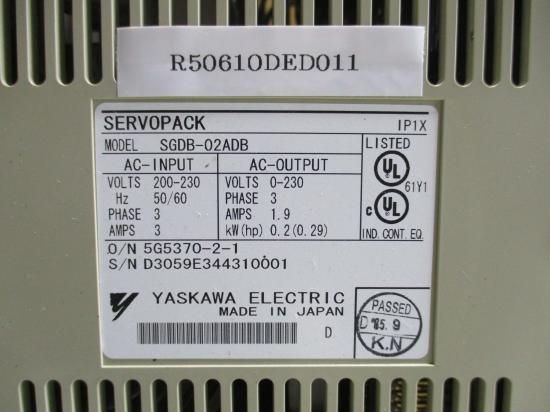 R50610DED011
SERVOPACK IP1X
MODEL SGDB-02ADB
AC-INPUT AC-OUTPUT
VOLTS 200-230 VOLTS 0-230
Hz 50/60 PHASE 3
PHASE 3 AMPS 1.9
AMPS 3 kW(hp) 0.2(0.29)
LISTED
UL
61Y1
c UL
IND. CONT. EQ.
O/N 5G5370-2-1
S/N D3059E344310001
YASKAWA ELECTRIC
MADE IN JAPAN
D
PASSED
K.N